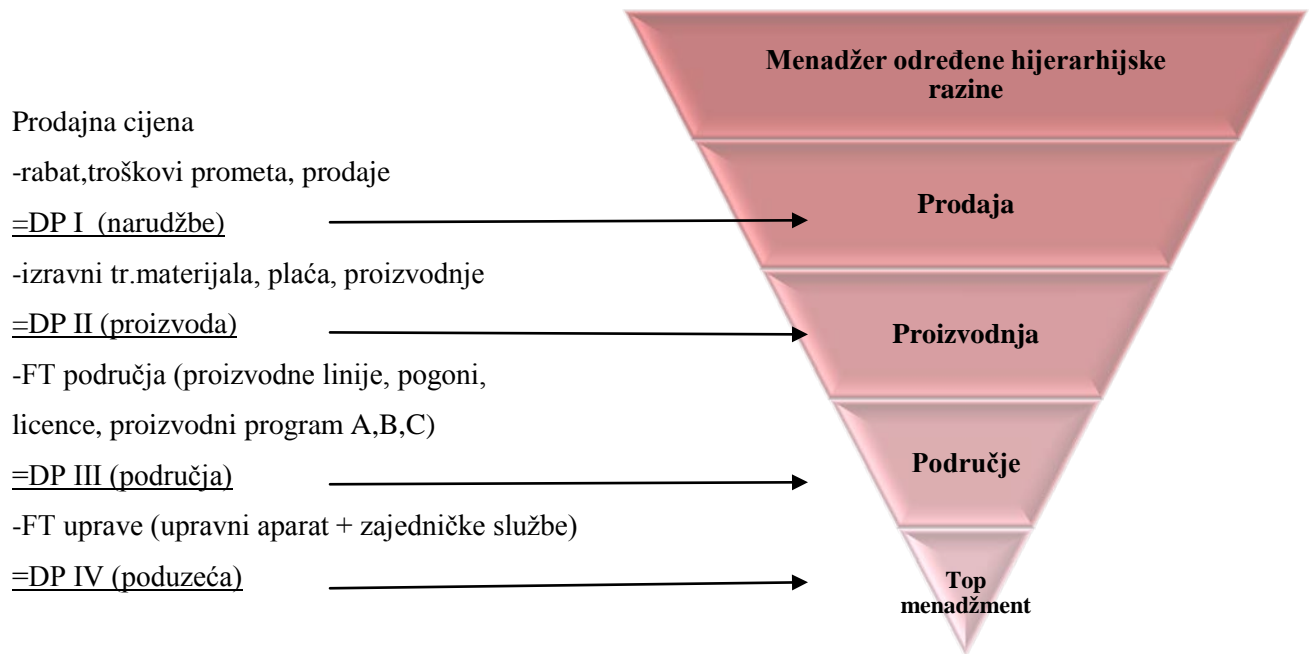 Prodajna cijena
-rabat,troškovi prometa, prodaje
=DP I  (narudžbe)
-izravni tr.materijala, plaća, proizvodnje
=DP II (proizvoda)
-FT područja (proizvodne linije, pogoni,
licence, proizvodni program A,B,C)
=DP III (područja)
-FT uprave (upravni aparat + zajedničke službe)
=DP IV (poduzeća)
Menadžer određene hijerarhijske
razine
Prodaja
Proizvodnja
Područje
Top
menadžment